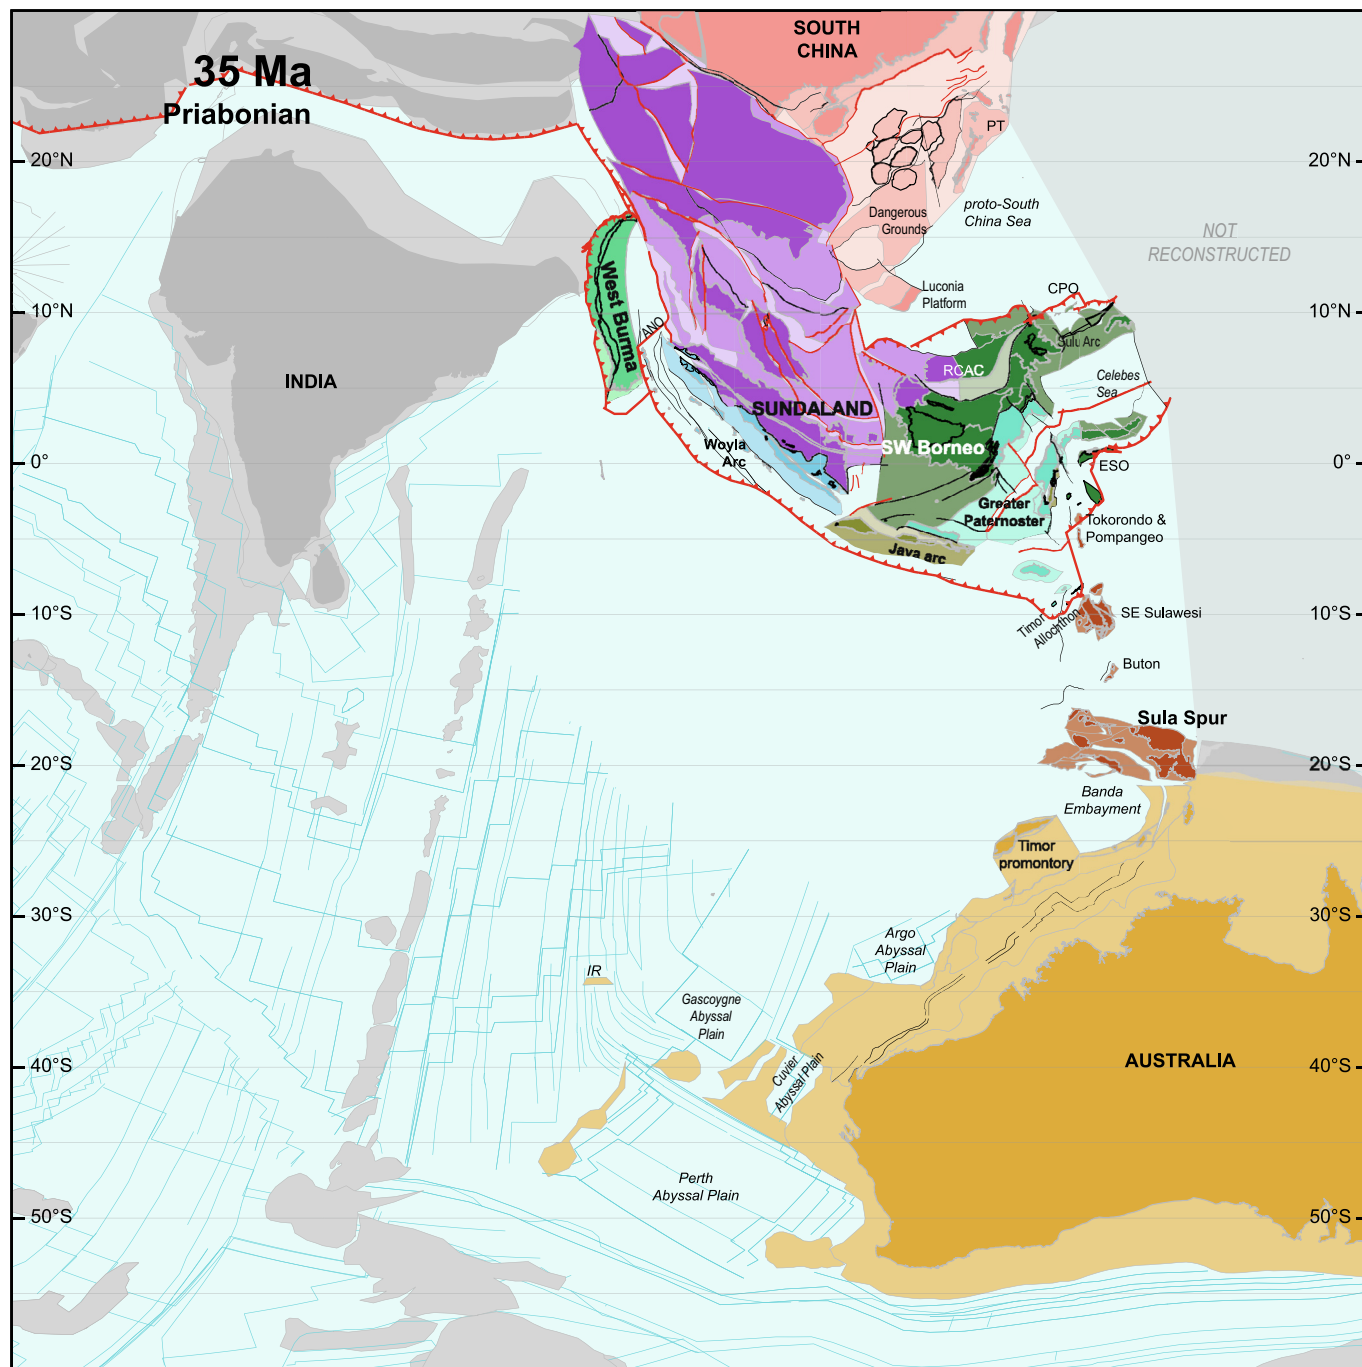 SOUTH
CHINA
35 Ma
Priabonian
PT
20°N
20°N
Dangerous
Grounds
proto-South
China Sea
NOT
RECONSTRUCTED
West Burma
Luconia
Platform
CPO
10°N
10°N
ANO
Sulu Arc
RCAC
Celebes
Sea
INDIA
SUNDALAND
SW Borneo
Woyla
Arc
0°
0°
ESO
Greater
Paternoster
Tokorondo &
Pompangeo
Java arc
10°S
10°S
Timor
Allochthon
SE Sulawesi
Buton
Sula Spur
20°S
20°S
Banda
Embayment
Timor
promontory
30°S
30°S
Argo
Abyssal
Plain
IR
Gascoygne
Abyssal
Plain
Cuvier
Abyssal Plain
40°S
40°S
AUSTRALIA
Perth
Abyssal Plain
50°S
50°S